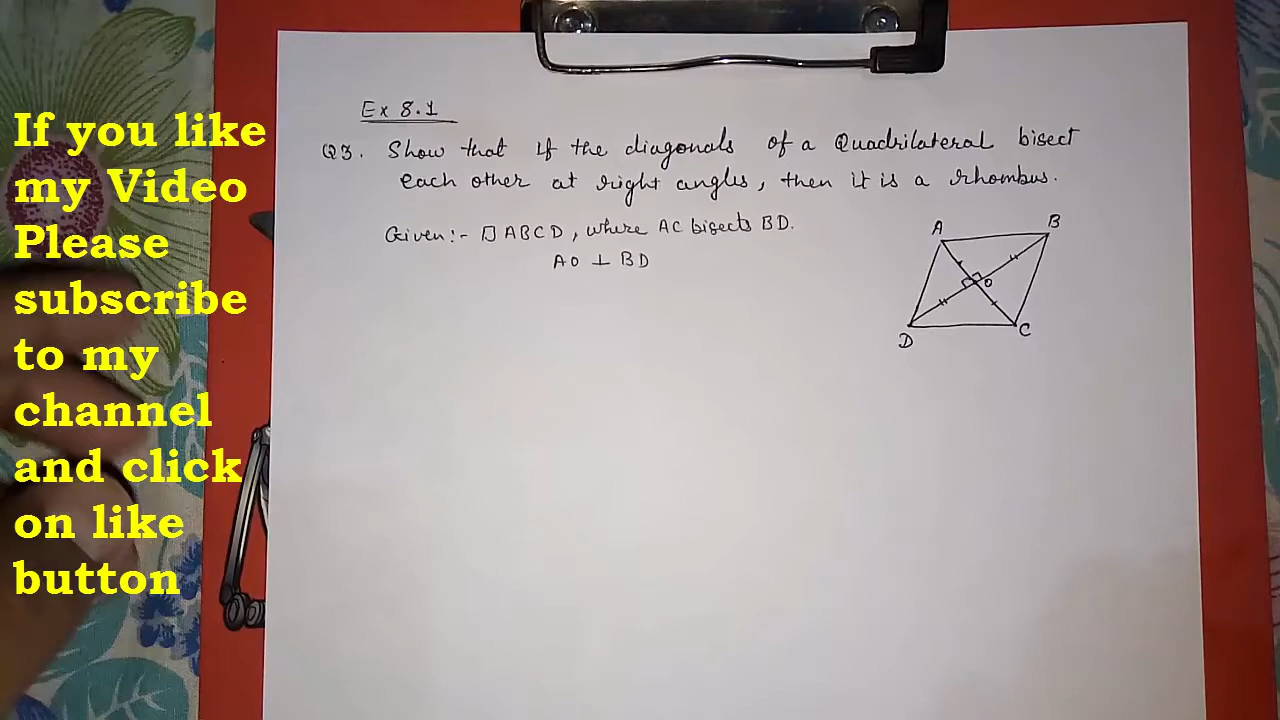 If you like
my Video
Please
subscribe
to my
channel
and click
on like
button
Ex 8.1
Q3. Show that if the diagonals of a Quadrilateral bisect
each other at right angles, then it is a rhombus.
Given:- □ ABCD, where AC bisects BD.
AO ⊥ BD
A
B
O
D
C